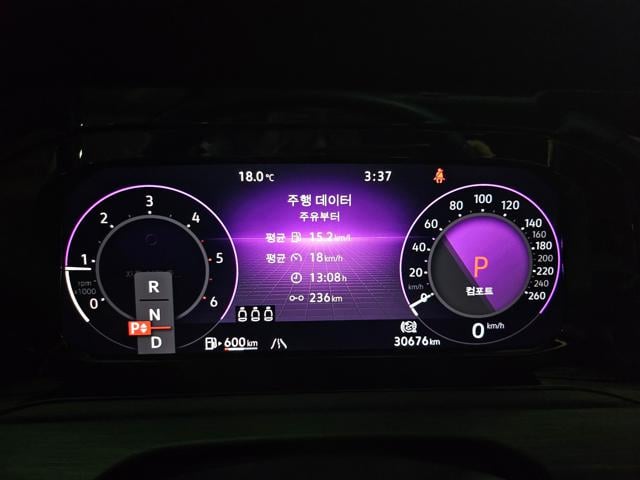 18.0 °C
3:37
주행 데이터
주유부터
평균 15.2 km/l
평균 18 km/h
13:08 h
236 km
0
1
2
3
4
5
6
rpm
x1000
R
N
P
D
600 km
0
20
40
60
80
100
120
140
160
180
200
220
240
260
km/h
P
컴포트
0 km/h
30676 km